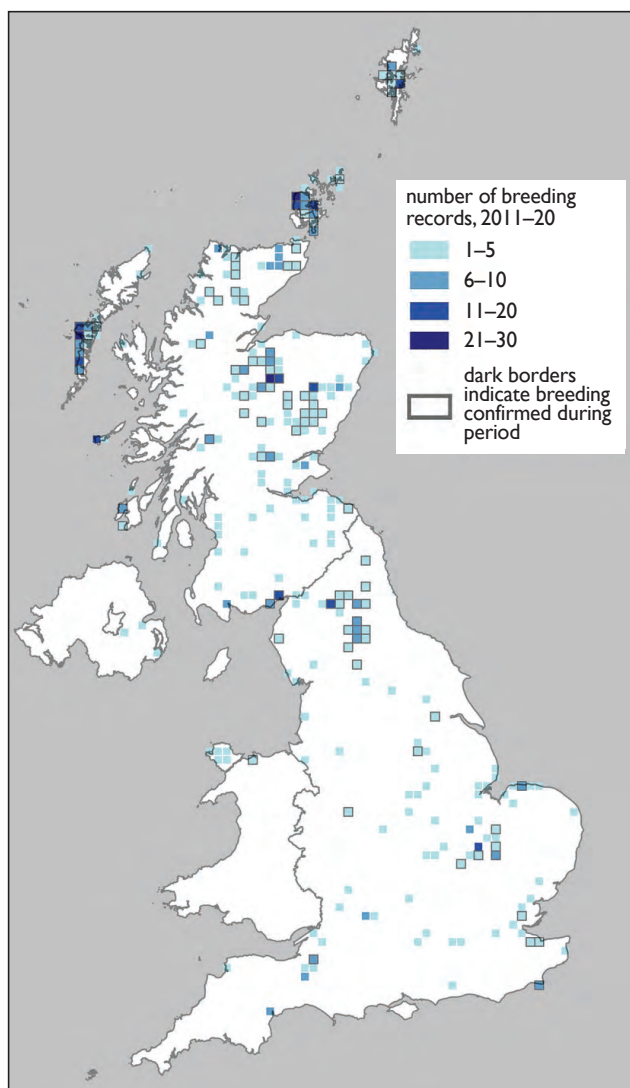 number of breeding
records, 2011–20
1–5
6–10
11–20
21–30
dark borders
indicate breeding
confirmed during
period